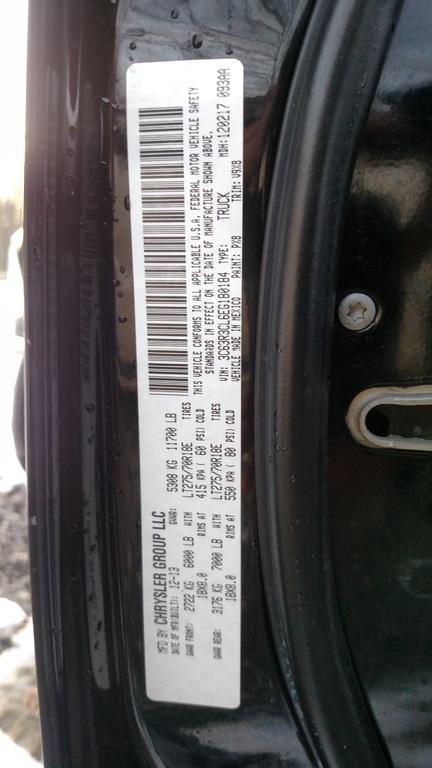 MFD BY CHRYSLER GROUP LLC
DATE OF MFR(BUILT): 12-13 GVWR: 5308 KG 11700 LB
GAWR FRONT: 2722 KG 6000 LB WITH LT275/70R18E TIRES
18X8.0 RIMS AT 415 KPA ( 60 PSI) COLD
GAWR REAR: 3176 KG 7000 LB WITH LT275/70R18E TIRES
18X8.0 RIMS AT 550 KPA ( 80 PSI) COLD
THIS VEHICLE CONFORMS TO ALL APPLICABLE U.S.A. FEDERAL MOTOR VEHICLE SAFETY
STANDARDS IN EFFECT ON THE DATE OF MANUFACTURE SHOWN ABOVE.
VIN: 3C63R3CL6EG180184 TYPE: TRUCK MDH: 120217 093AA
VEHICLE MADE IN MEXICO PAINT: PX8 TRIM: V9X8